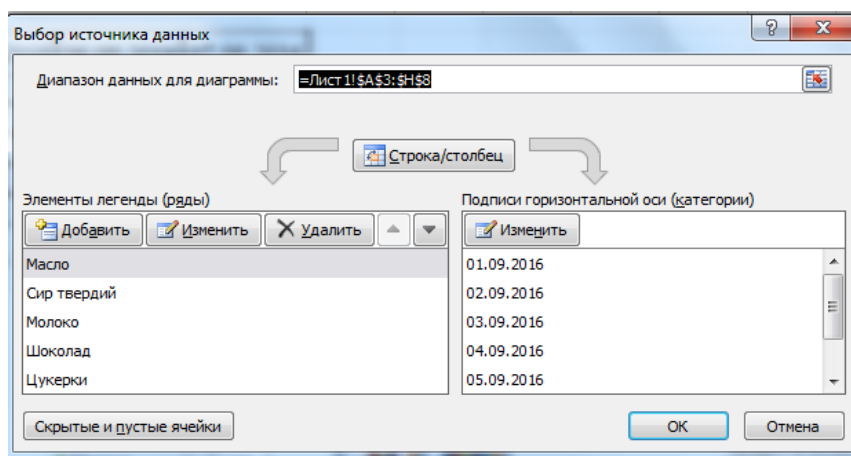 Выбор источника данных
Диапазон данных для диаграммы: =Лист1!$A$3:$H$8
Строка/столбец
Элементы легенды (ряды)
Добавить Изменить Удалить
Масло
Сир твердий
Молоко
Шоколад
Цукерки
Подписи горизонтальной оси (категории)
Изменить
01.09.2016
02.09.2016
03.09.2016
04.09.2016
05.09.2016
Скрытые и пустые ячейки
ОК Отмена